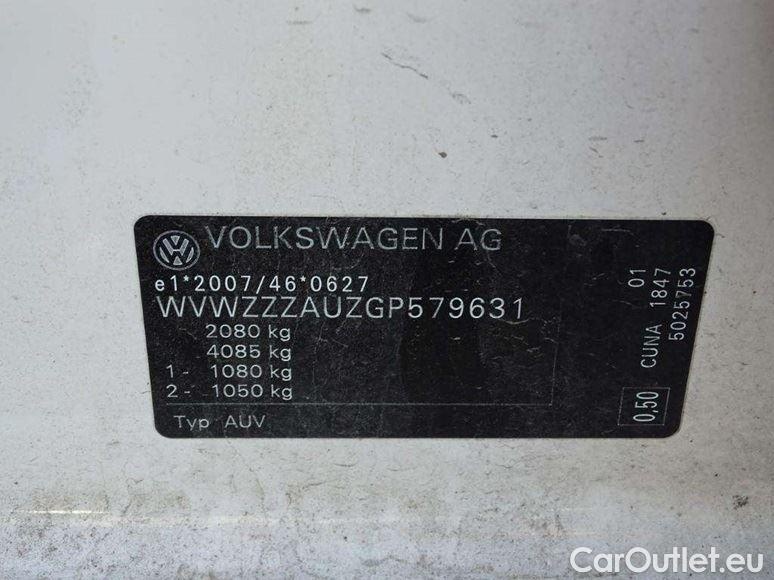 VOLKSWAGEN AG
e1*2007/46*0627
WVWZZZAUZGP579631
2080 kg
4085 kg
1- 1080 kg
2- 1050 kg
Typ AUV
01
CUNA 1847
5025753
0,50
CarOutlet.eu